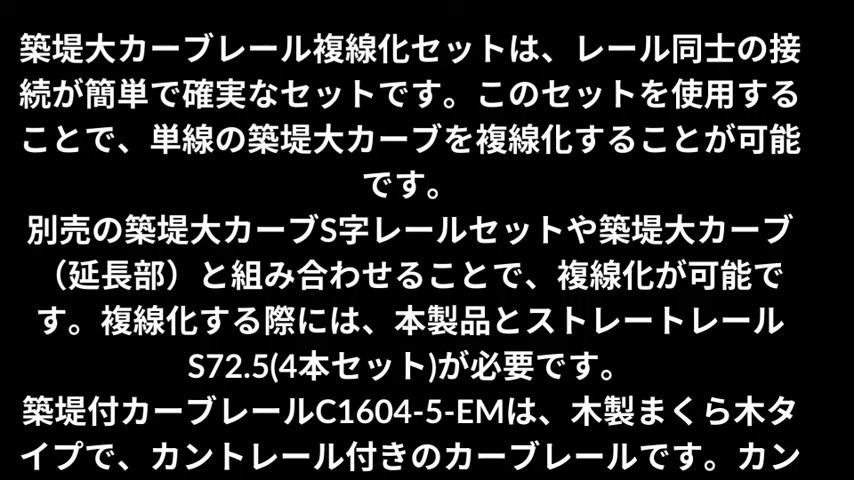 築堤大カーブレール複線化セットは、レール同士の接
続が簡単で確実なセットです。このセットを使用する
ことで、単線の築堤大カーブを複線化することが可能
です。
別売の築堤大カーブS字レールセットや築堤大カーブ
（延長部）と組み合わせることで、複線化が可能で
す。複線化する際には、本製品とストレートレール
S72.5(4本セット)が必要です。
築堤付カーブレールC1604-5-EMは、木製まくら木タ
イプで、カントレール付きのカーブレールです。カン